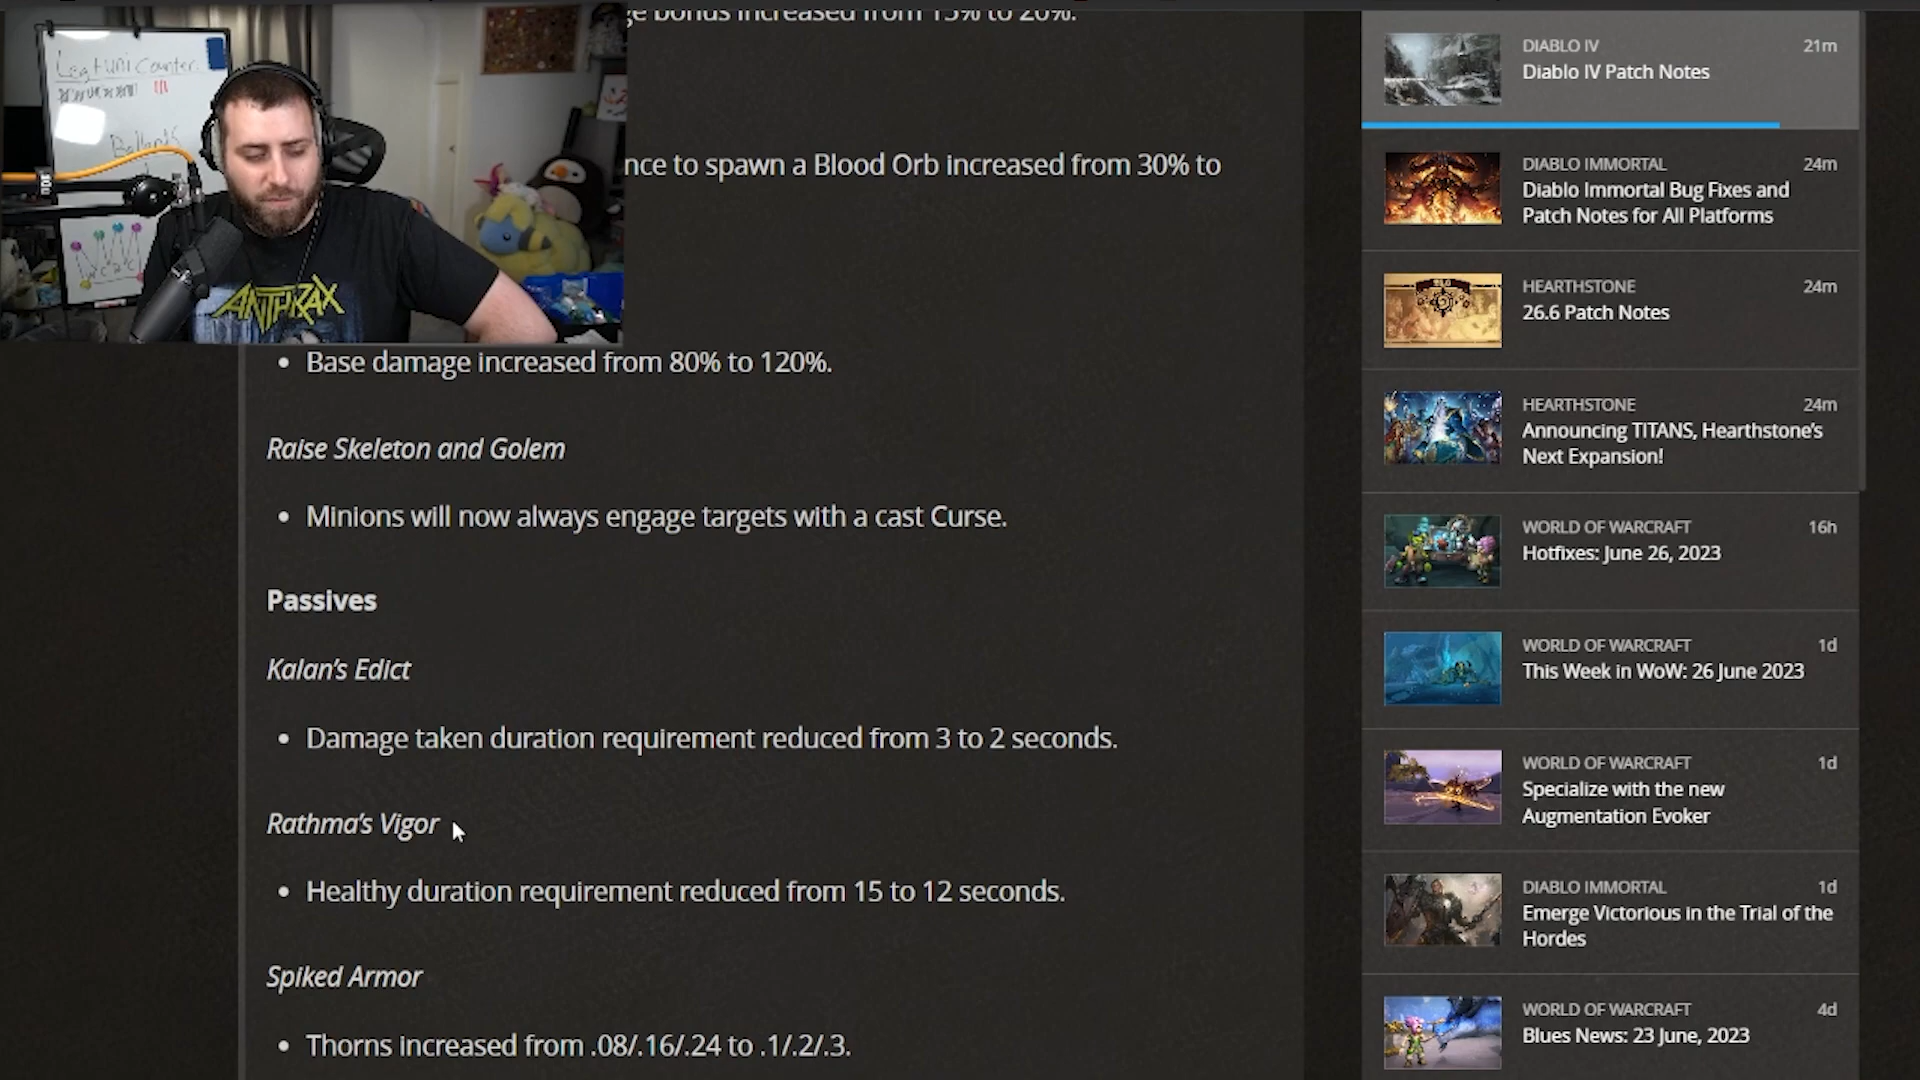 bonus increased from 15% to 20%.
nce to spawn a Blood Orb increased from 30% to
• Base damage increased from 80% to 120%.
Raise Skeleton and Golem
• Minions will now always engage targets with a cast Curse.
Passives
Kalan's Edict
• Damage taken duration requirement reduced from 3 to 2 seconds.
Rathma's Vigor
• Healthy duration requirement reduced from 15 to 12 seconds.
Spiked Armor
• Thorns increased from .08/.16/.24 to .1/.2/.3.
Leg + Uni Counter
ANTHRAX
DIABLO IV 21m
Diablo IV Patch Notes
DIABLO IMMORTAL 24m
Diablo Immortal Bug Fixes and
Patch Notes for All Platforms
HEARTHSTONE 24m
26.6 Patch Notes
HEARTHSTONE 24m
Announcing TITANS, Hearthstone's
Next Expansion!
WORLD OF WARCRAFT 16h
Hotfixes: June 26, 2023
WORLD OF WARCRAFT 1d
This Week in WoW: 26 June 2023
WORLD OF WARCRAFT 1d
Specialize with the new
Augmentation Evoker
DIABLO IMMORTAL 1d
Emerge Victorious in the Trial of the
Hordes
WORLD OF WARCRAFT 4d
Blues News: 23 June, 2023